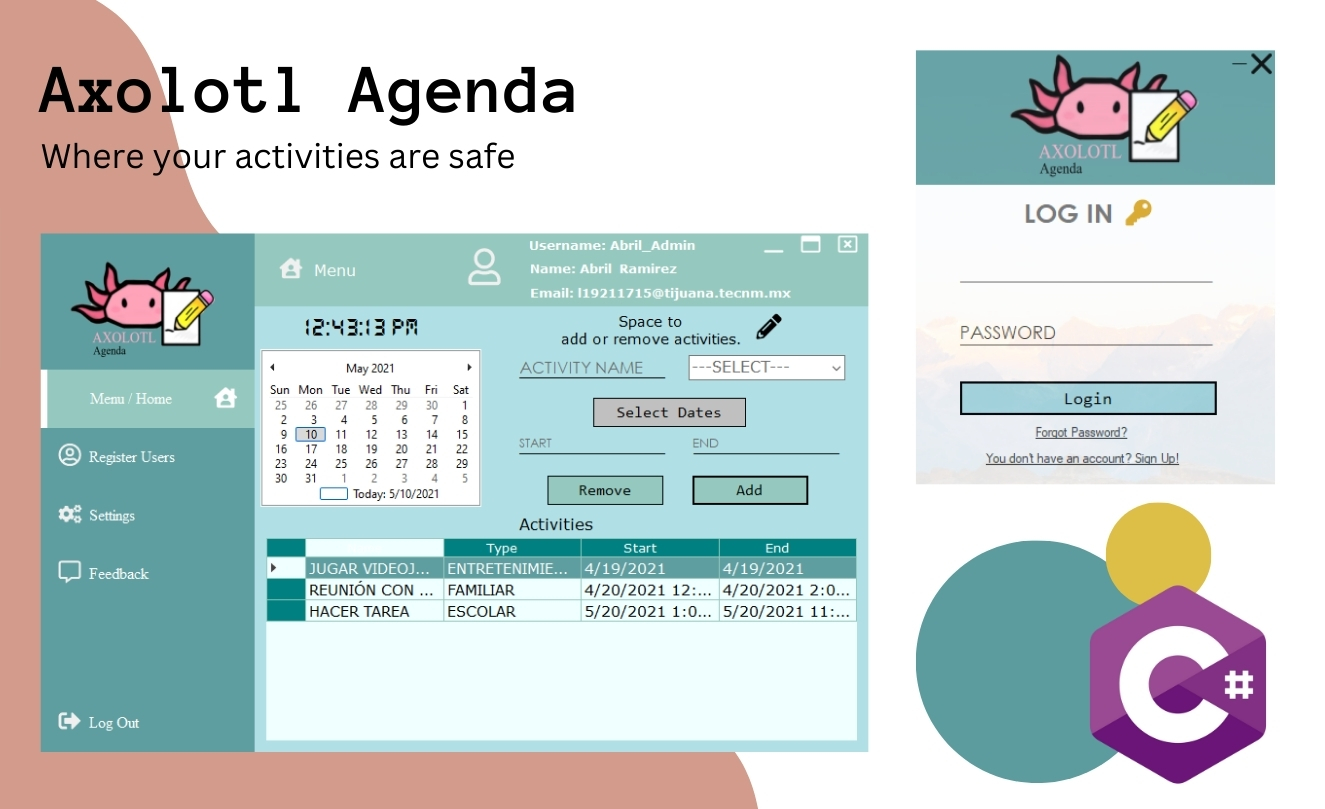 Axolotl Agenda
Where your activities are safe
AXOLOTL
Agenda
Menu / Home
Register Users
Settings
Feedback
Log Out
Menu
Username: Abril_Admin
Name: Abril Ramirez
Email: l19211715@tijuana.tecnm.mx
12:43:13 PM
May 2021
Sun Mon Tue Wed Thu Fri Sat
25 26 27 28 29 30 1
2 3 4 5 6 7 8
9 10 11 12 13 14 15
16 17 18 19 20 21 22
23 24 25 26 27 28 29
30 31 1 2 3 4 5
Today: 5/10/2021
Space to
add or remove activities.
ACTIVITY NAME ---SELECT---
Select Dates
START END
Remove Add
Activities
Type Start End
JUGAR VIDEOJ... ENTRETENIMIE... 4/19/2021 4/19/2021
REUNIÓN CON ... FAMILIAR 4/20/2021 12:... 4/20/2021 2:0...
HACER TAREA ESCOLAR 5/20/2021 1:0... 5/20/2021 11:...
AXOLOTL
Agenda
LOG IN
PASSWORD
Login
Forgot Password?
You don't have an account? Sign Up!
C#